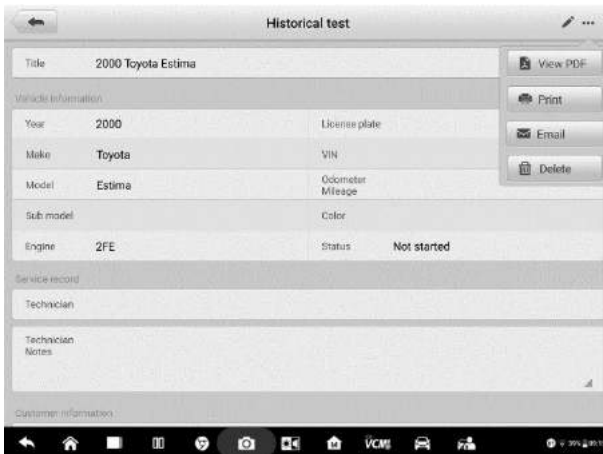 Historical test
Title 2000 Toyota Estima
View PDF
Vehicle Information
Print
Year 2000 License plate
Email
Make Toyota VIN
Delete
Model Estima Odometer
Mileage
Sub model Color
Engine 2FE Status Not started
Service record
Technician
Technician
Notes
Customer Information
VCMI